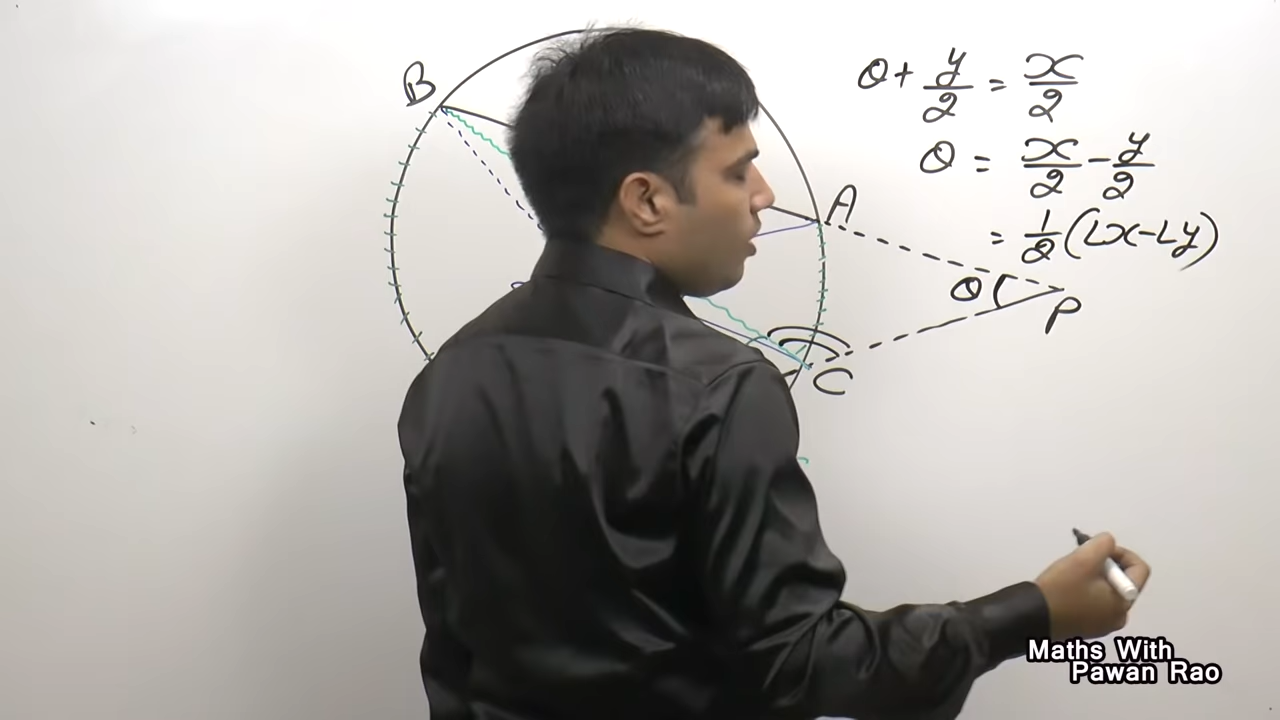 B
A
θ
P
C
θ + y/2 = x/2
θ = x/2 - y/2
= 1/2 (∠x - ∠y)
Maths With
Pawan Rao